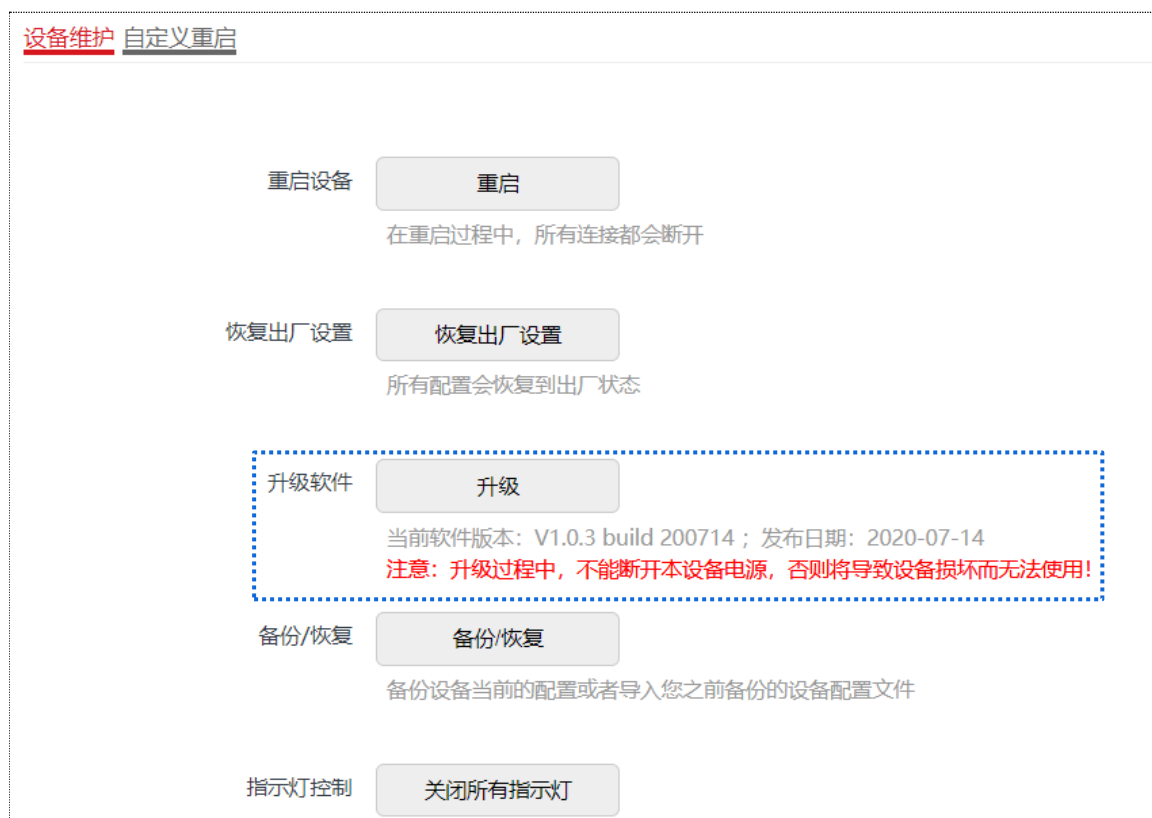 设备维护 自定义重启
重启设备 重启
在重启过程中，所有连接都会断开
恢复出厂设置 恢复出厂设置
所有配置会恢复到出厂状态
升级软件 升级
当前软件版本：V1.0.3 build 200714；发布日期：2020-07-14
注意：升级过程中，不能断开本设备电源，否则将导致设备损坏而无法使用！
备份/恢复 备份/恢复
备份设备当前的配置或者导入您之前备份的设备配置文件
指示灯控制 关闭所有指示灯